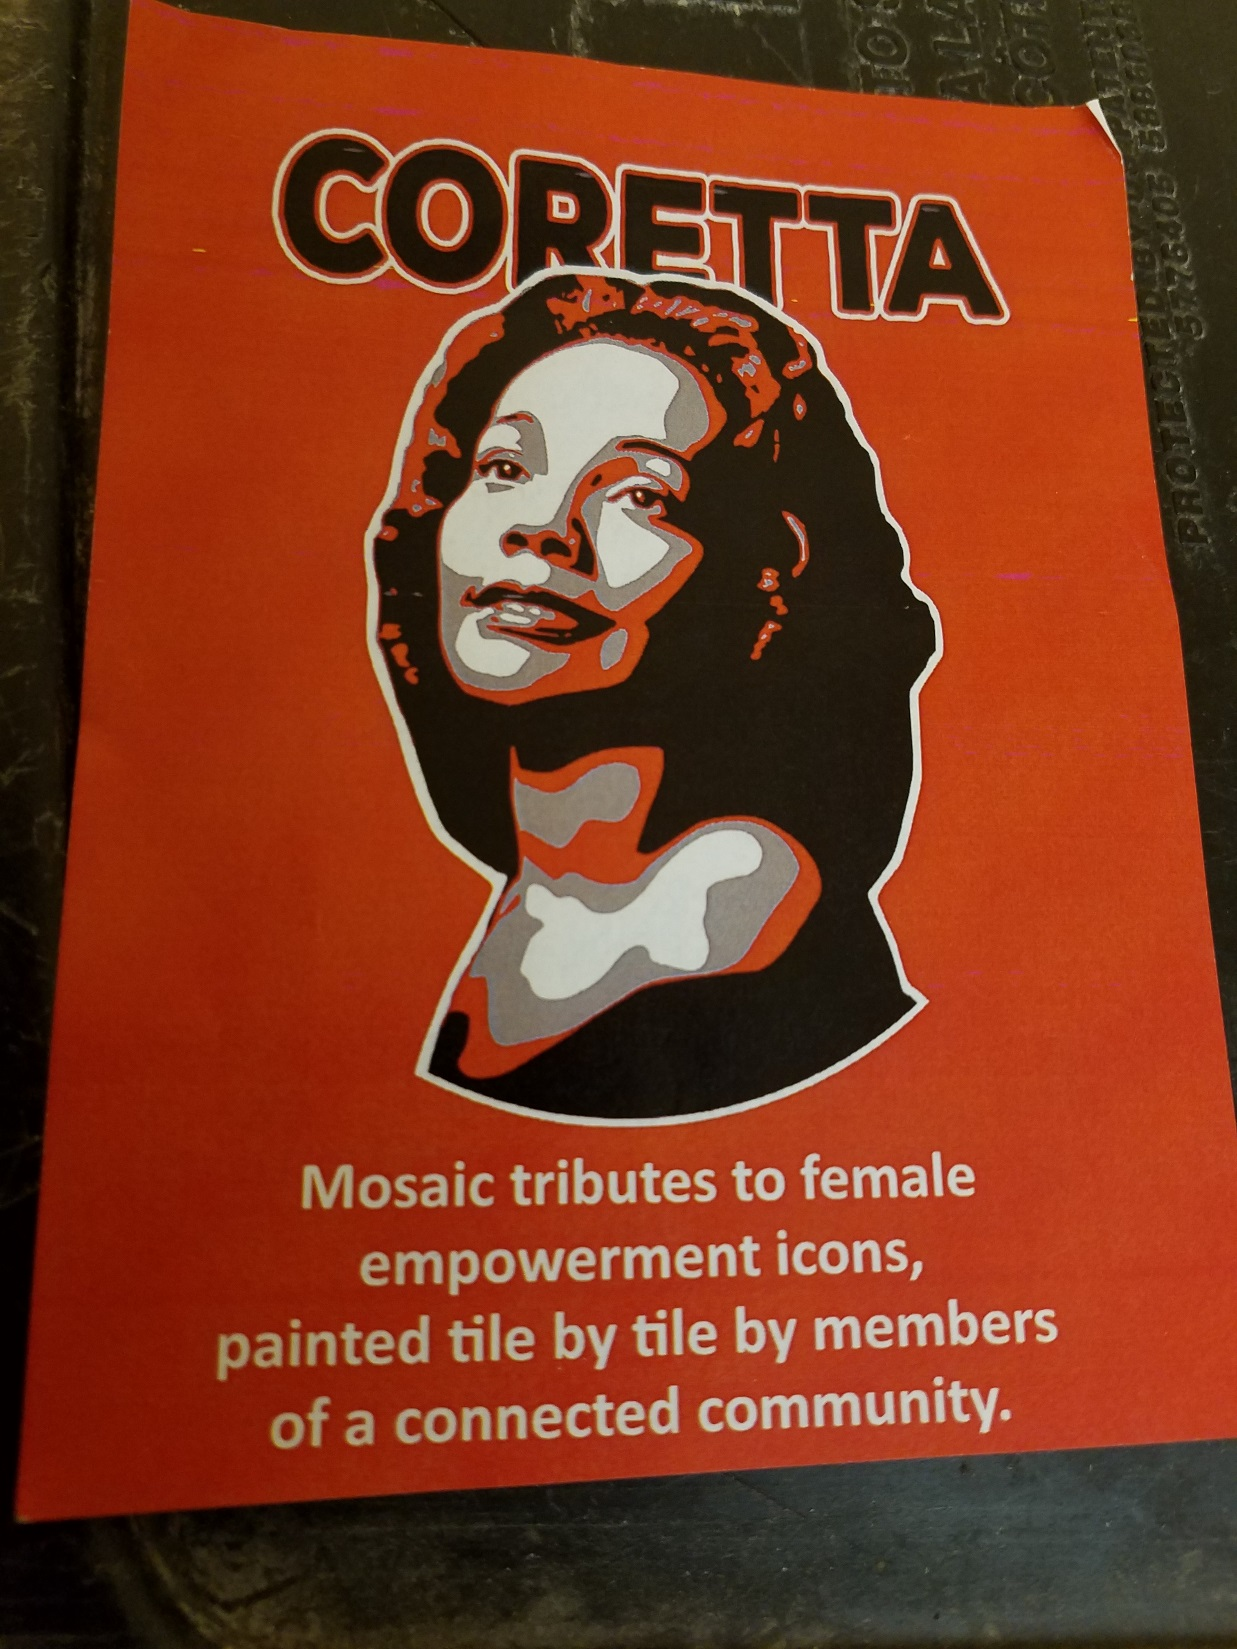 CORETTA
Mosaic tributes to female
empowerment icons,
painted tile by tile by members
of a connected community.